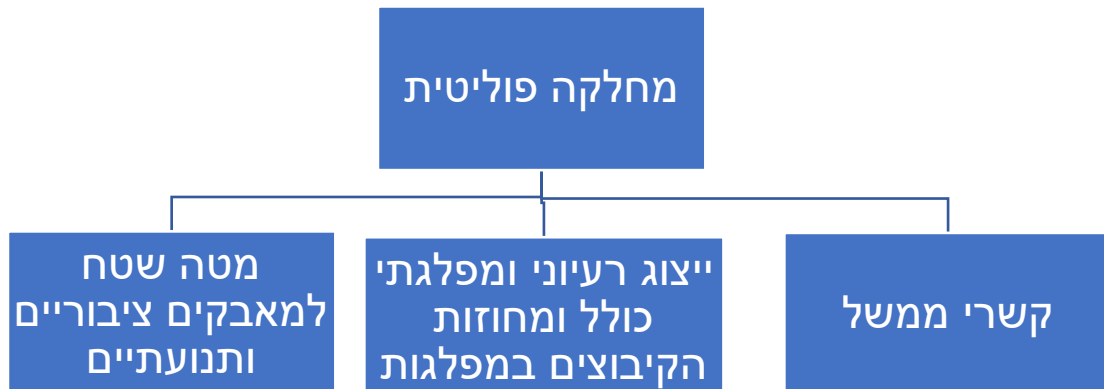 מחלקה פוליטית
קשרי ממשל
ייצוג רעיוני ומפלגתי
כולל ומחוזות
הקיבוצים במפלגות
מטה שטח
למאבקים ציבוריים
ותנועתיים